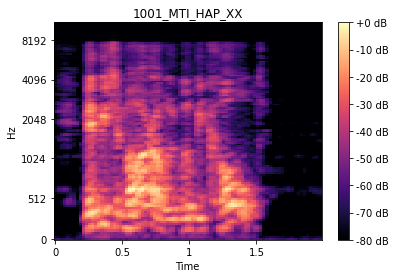 1001_MTI_HAP_XX
+0 dB
8192
-10 dB
4096
-20 dB
-30 dB
2048
Hz
-40 dB
1024
-50 dB
512
-60 dB
-70 dB
0
-80 dB
0 0.5 1 1.5
Time